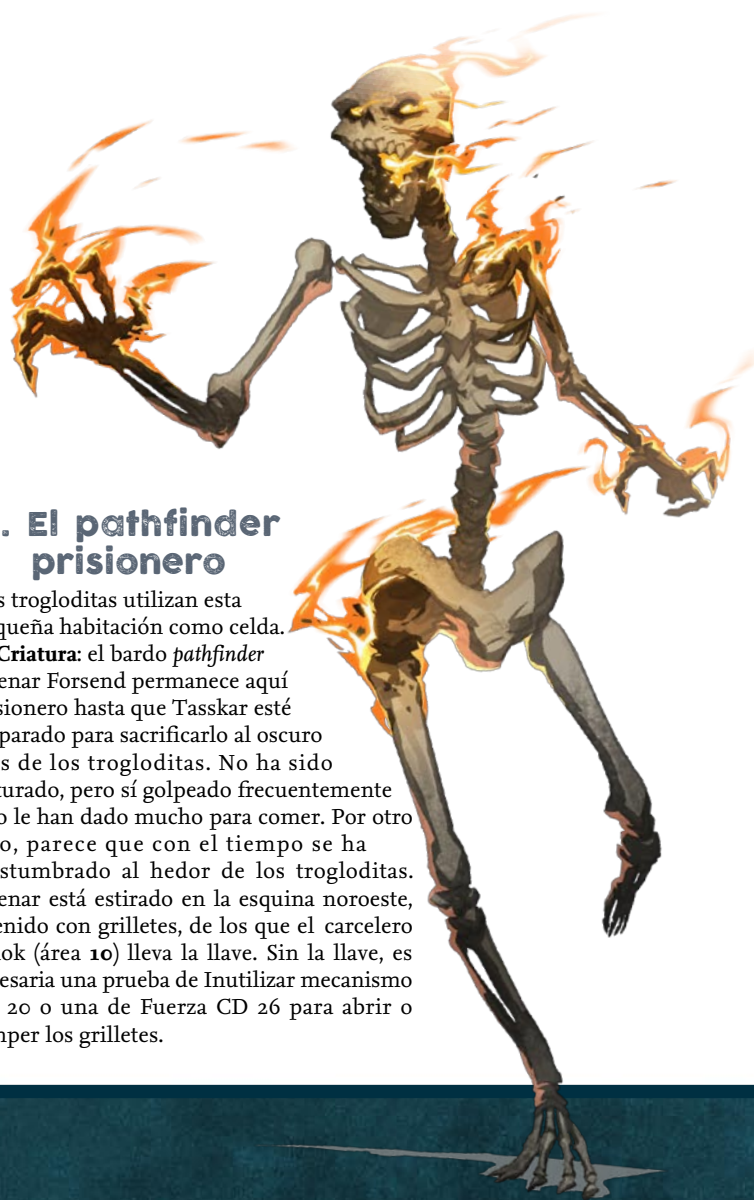 . El pathfinder
prisionero
s trogloditas utilizan esta
queña habitación como celda.
Criatura: el bardo pathfinder
enar Forsend permanece aquí
sionero hasta que Tasskar esté
parado para sacrificarlo al oscuro
s de los trogloditas. No ha sido
turado, pero sí golpeado frecuentemente
o le han dado mucho para comer. Por otro
o, parece que con el tiempo se ha
stumbrado al hedor de los trogloditas.
enar está estirado en la esquina noroeste,
enido con grilletes, de los que el carcelero
ok (área 10) lleva la llave. Sin la llave, es
esaria una prueba de Inutilizar mecanismo
20 o una de Fuerza CD 26 para abrir o
per los grilletes.